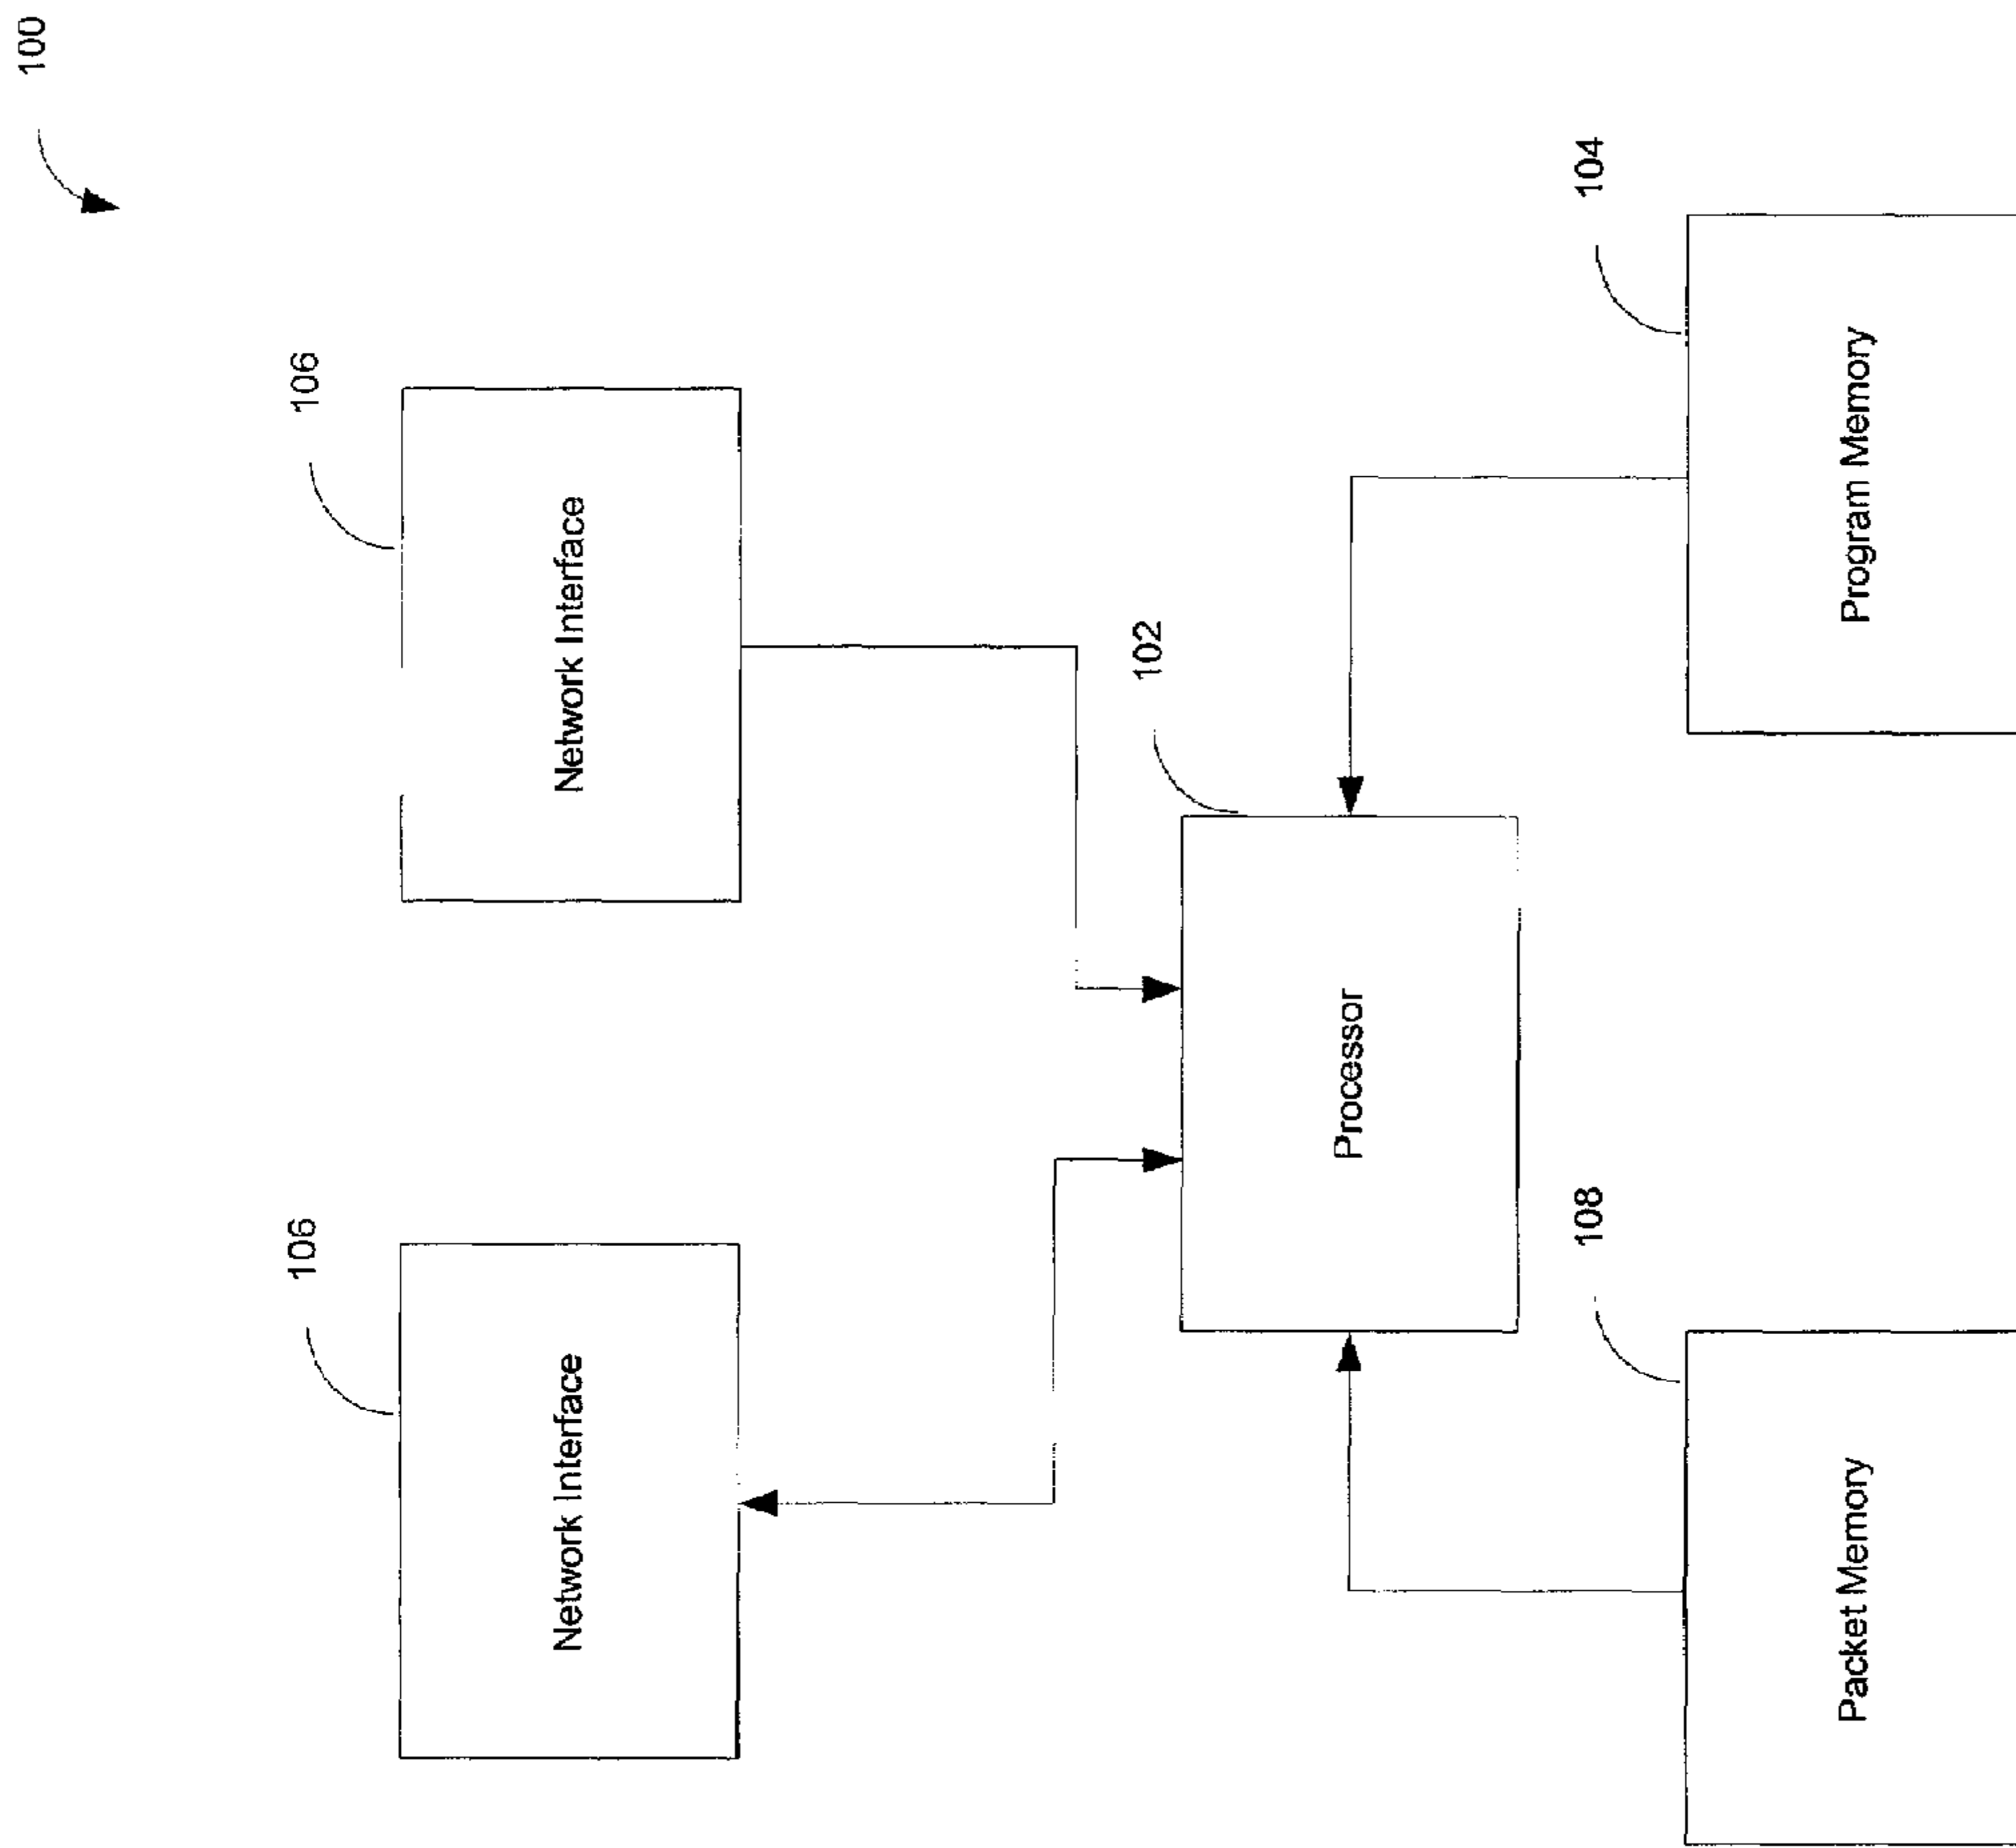 100
106
Network Interface
106
Network Interface
102
Processor
108
Packet Memory
104
Program Memory